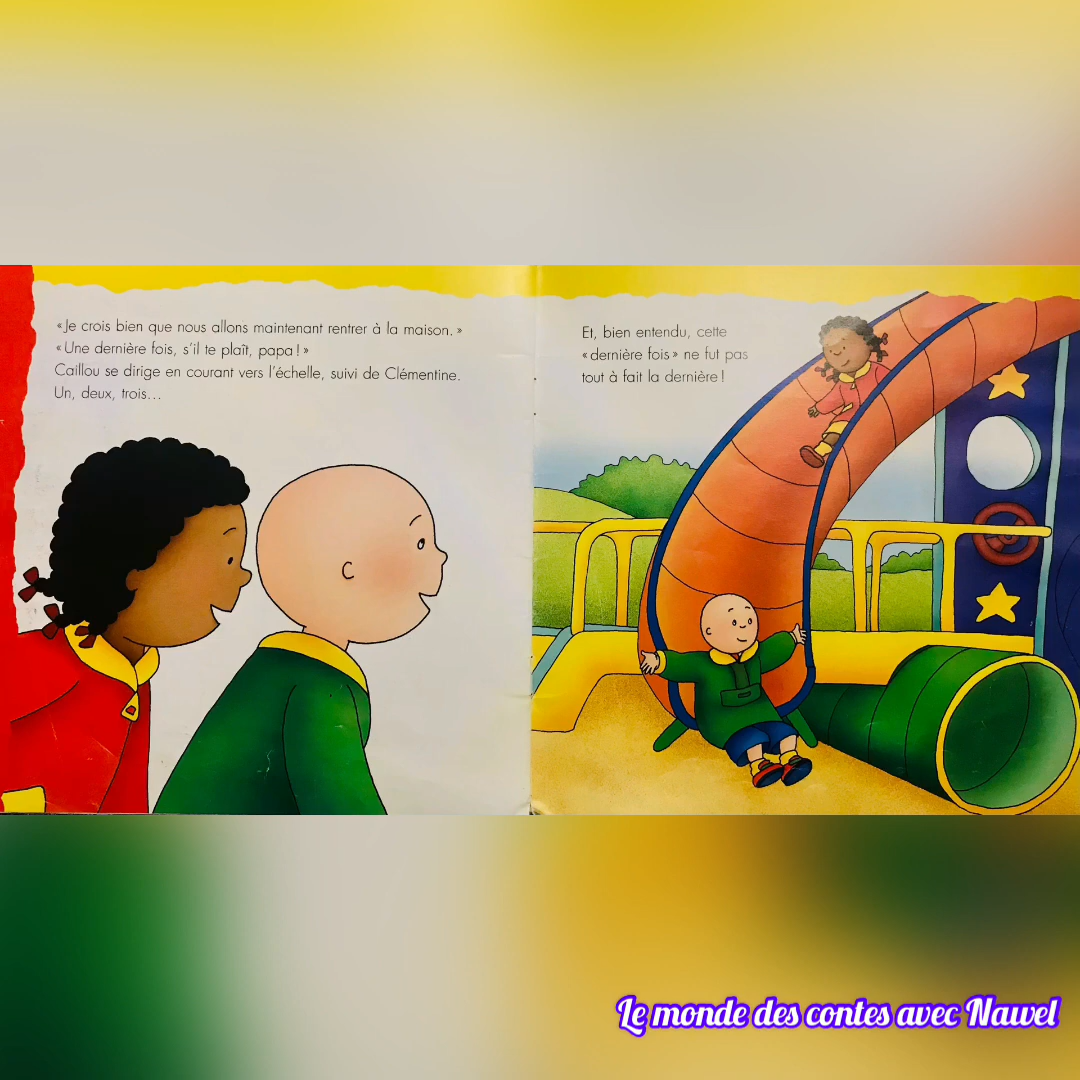 «Je crois bien que nous allons maintenant rentrer à la maison.»
«Une dernière fois, s'il te plaît, papa!»
Caillou se dirige en courant vers l'échelle, suivi de Clémentine.
Un, deux, trois…
Et, bien entendu, cette
«dernière fois» ne fut pas
tout à fait la dernière!
Le monde des contes avec Nawel